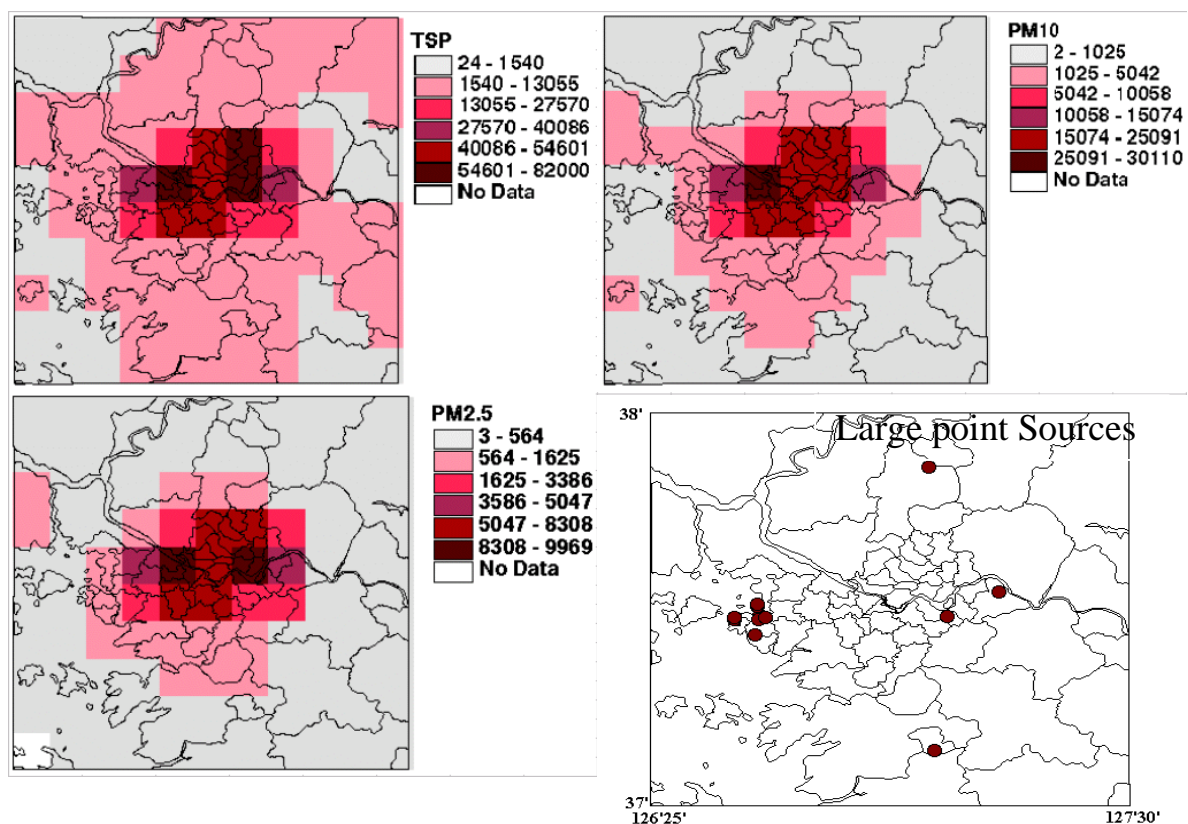 TSP
24 - 1540
1540 - 13055
13055 - 27570
27570 - 40086
40086 - 54601
54601 - 82000
No Data
PM10
2 - 1025
1025 - 5042
5042 - 10058
10058 - 15074
15074 - 25091
25091 - 30110
No Data
PM2.5
3 - 564
564 - 1625
1625 - 3386
3586 - 5047
5047 - 8308
8308 - 9969
No Data
Large point Sources
38'
37'
126'25
127'30